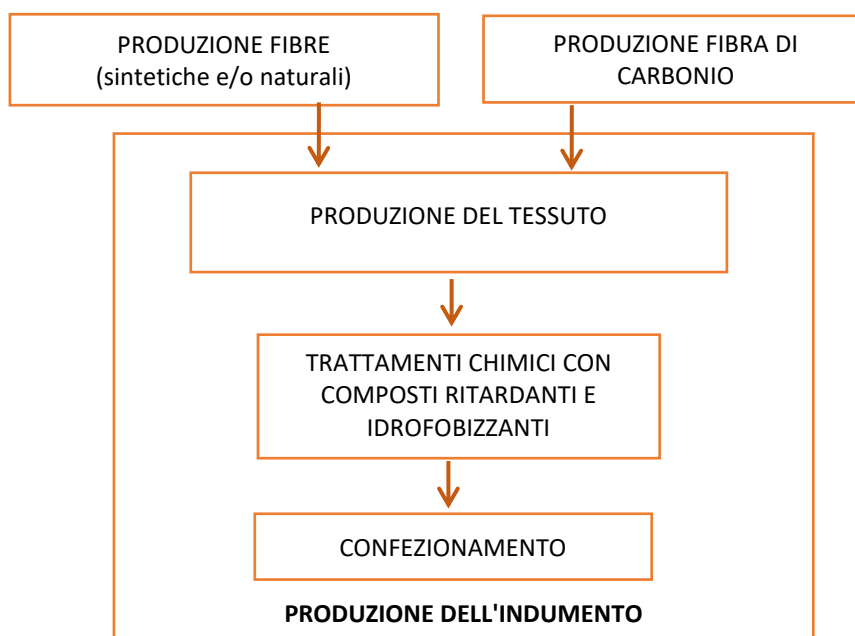 PRODUZIONE FIBRE
(sintetiche e/o naturali)
PRODUZIONE FIBRA DI
CARBONIO
PRODUZIONE DEL TESSUTO
TRATTAMENTI CHIMICI CON
COMPOSTI RITARDANTI E
IDROFOBIZZANTI
CONFEZIONAMENTO
PRODUZIONE DELL'INDUMENTO